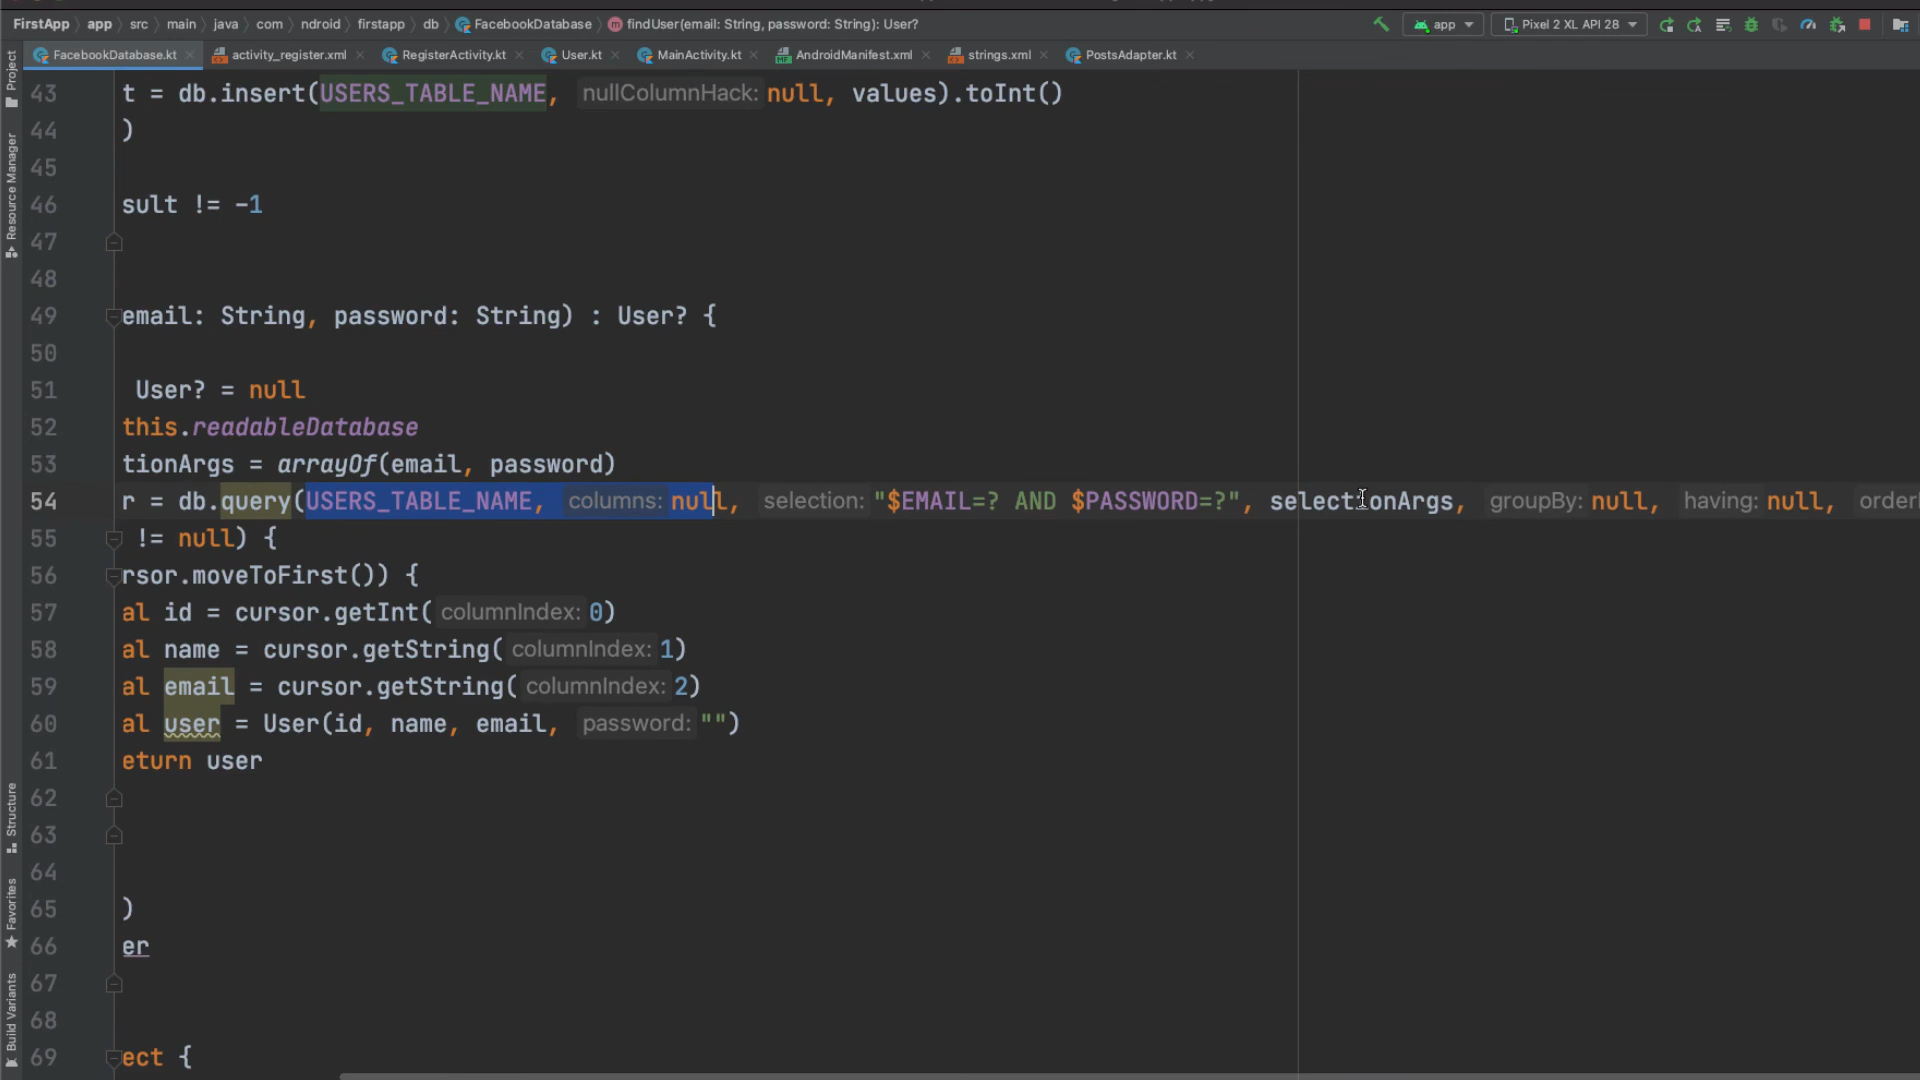 FirstApp app src main java com ndroid firstapp db FacebookDatabase findUser(email: String, password: String): User? app Pixel 2 XL API 28
FacebookDatabase.kt activity_register.xml RegisterActivity.kt User.kt MainActivity.kt AndroidManifest.xml strings.xml PostsAdapter.kt
Project
Resource Manager
Structure
Favorites
Build Variants
43 t = db.insert(USERS_TABLE_NAME, nullColumnHack: null, values).toInt()
44 )
45
46 sult != -1
47
48
49 email: String, password: String) : User? {
50
51 User? = null
52 this.readableDatabase
53 tionArgs = arrayOf(email, password)
54 r = db.query(USERS_TABLE_NAME, columns: null, selection: "$EMAIL=? AND $PASSWORD=?", selectionArgs, groupBy: null, having: null, orderB
55 != null) {
56 rsor.moveToFirst()) {
57 al id = cursor.getInt( columnIndex: 0)
58 al name = cursor.getString( columnIndex: 1)
59 al email = cursor.getString( columnIndex: 2)
60 al user = User(id, name, email, password: "")
61 eturn user
62
63
64
65 )
66 er
67
68
69 ect {